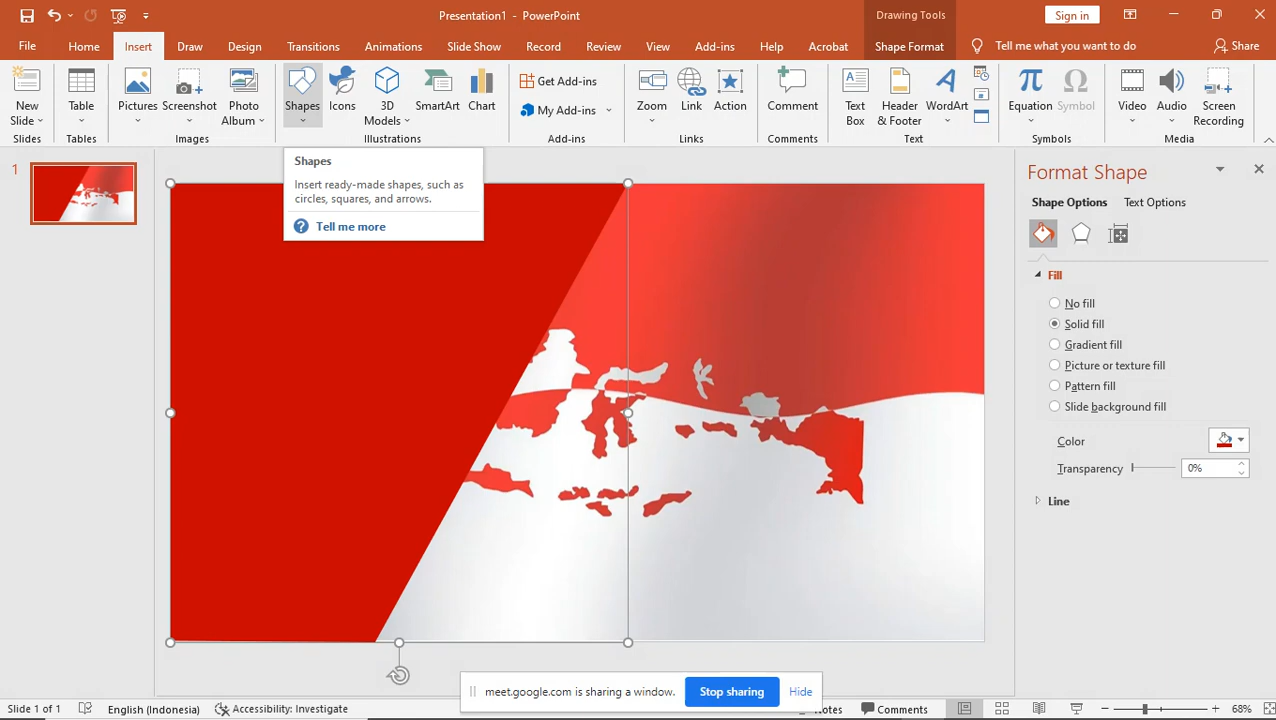 Presentation1 - PowerPoint
Drawing Tools
Sign in
File Home Insert Draw Design Transitions Animations Slide Show Record Review View Add-ins Help Acrobat Shape Format Tell me what you want to do Share
New Slide
Table
Pictures
Screenshot
Photo Album
Shapes
Icons
3D Models
SmartArt
Chart
Get Add-ins
My Add-ins
Zoom
Link
Action
Comment
Text Box
Header & Footer
WordArt
Equation
Symbol
Video
Audio
Screen Recording
Slides Tables Images Illustrations Add-ins Links Comments Text Symbols Media
1
Shapes
Insert ready-made shapes, such as
circles, squares, and arrows.
? Tell me more
Format Shape
Shape Options Text Options
Fill
No fill
Solid fill
Gradient fill
Picture or texture fill
Pattern fill
Slide background fill
Color
Transparency 0%
Line
meet.google.com is sharing a window. Stop sharing Hide
Slide 1 of 1 English (Indonesia) Accessibility: Investigate Notes Comments 68%